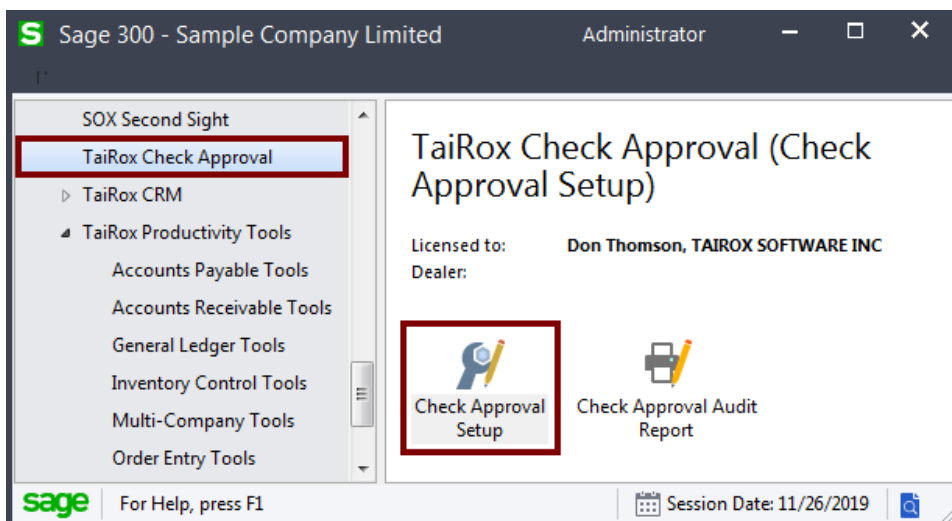 S Sage 300 - Sample Company Limited Administrator
SOX Second Sight
TaiRox Check Approval
TaiRox CRM
TaiRox Productivity Tools
Accounts Payable Tools
Accounts Receivable Tools
General Ledger Tools
Inventory Control Tools
Multi-Company Tools
Order Entry Tools
TaiRox Check Approval (Check
Approval Setup)
Licensed to: Don Thomson, TAIROX SOFTWARE INC
Dealer:
Check Approval
Setup
Check Approval Audit
Report
sage For Help, press F1 Session Date: 11/26/2019